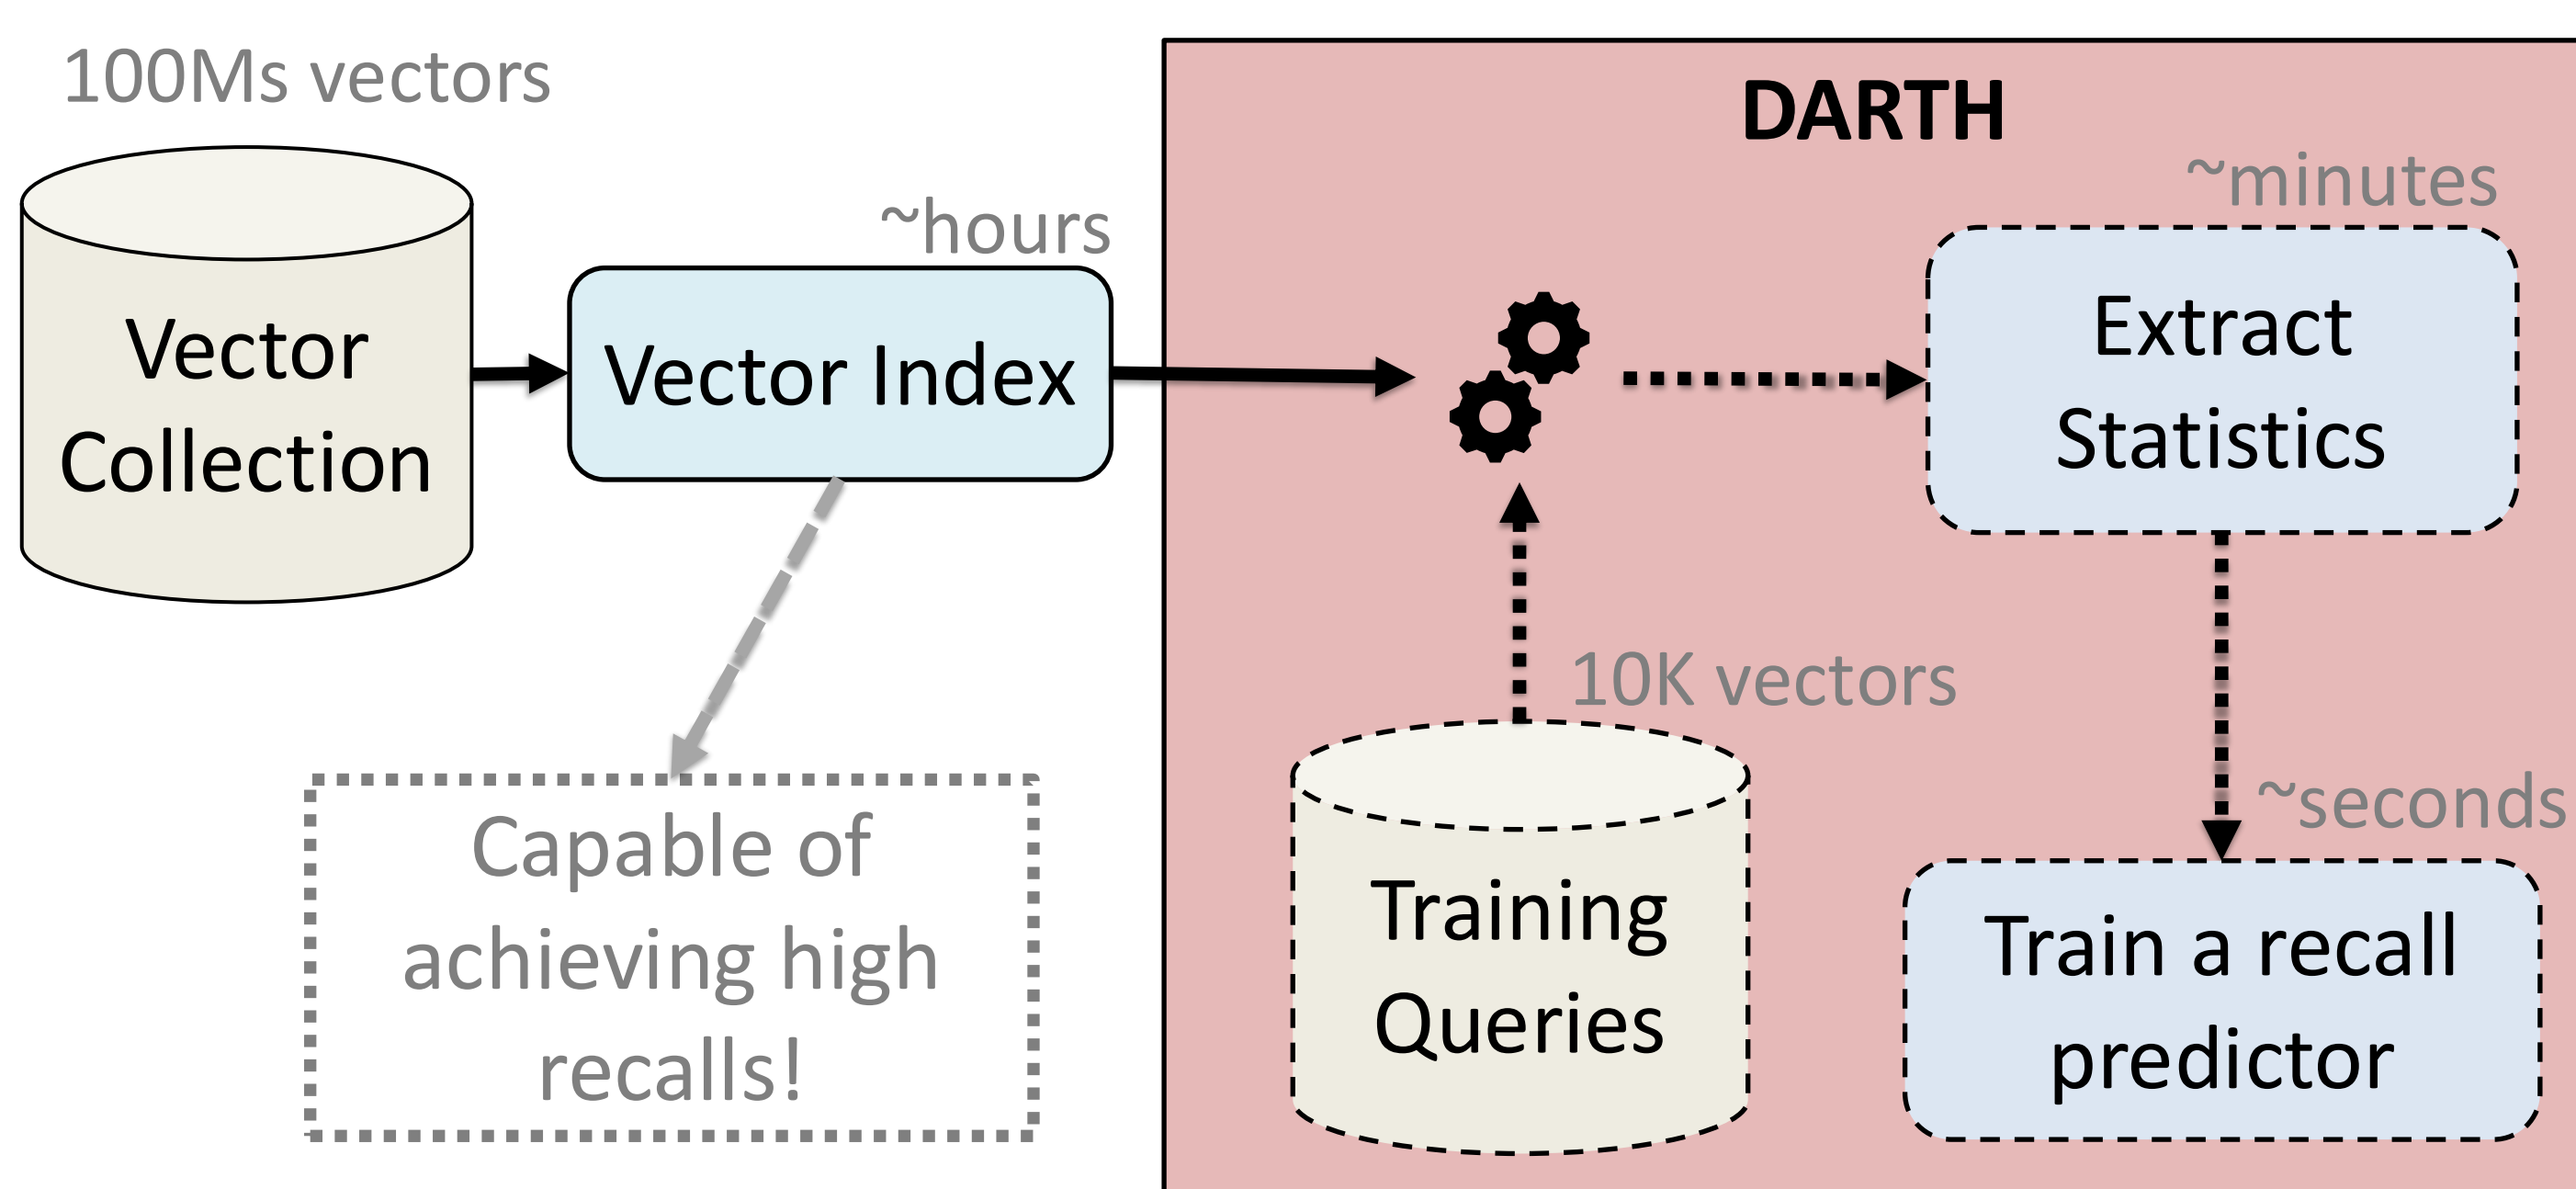 100Ms vectors
Vector
Collection
~hours
Vector Index
Capable of
achieving high
recalls!
DARTH
~minutes
Extract
Statistics
10K vectors
Training
Queries
~seconds
Train a recall
predictor